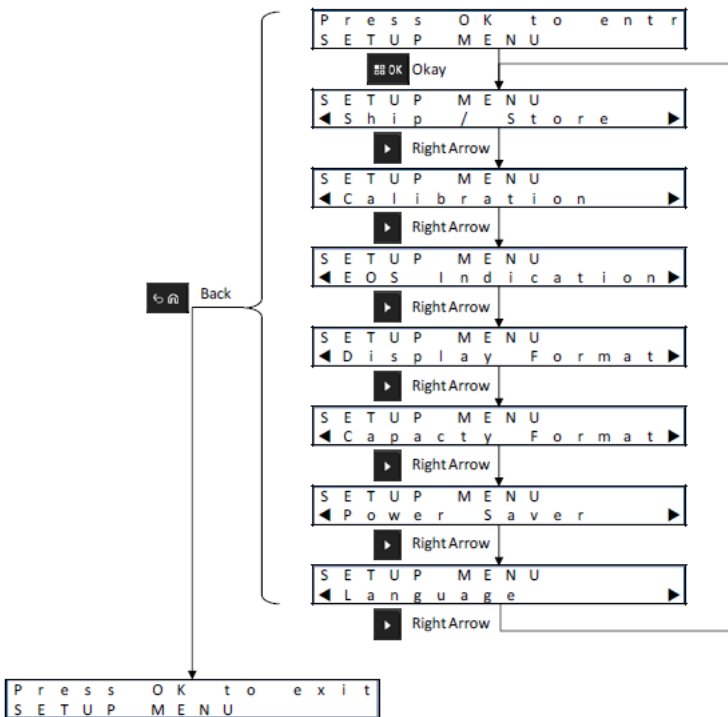 Press OK to entr
SETUP MENU
OK Okay
SETUP MENU
◀Ship / Store ▶
Right Arrow
SETUP MENU
◀Calibration ▶
Right Arrow
SETUP MENU
◀EOS Indication▶
Back
Right Arrow
SETUP MENU
◀Display Format▶
Right Arrow
SETUP MENU
◀Capacty Format▶
Right Arrow
SETUP MENU
◀Power Saver ▶
Right Arrow
SETUP MENU
◀Language ▶
Right Arrow
Press OK to exit
SETUP MENU